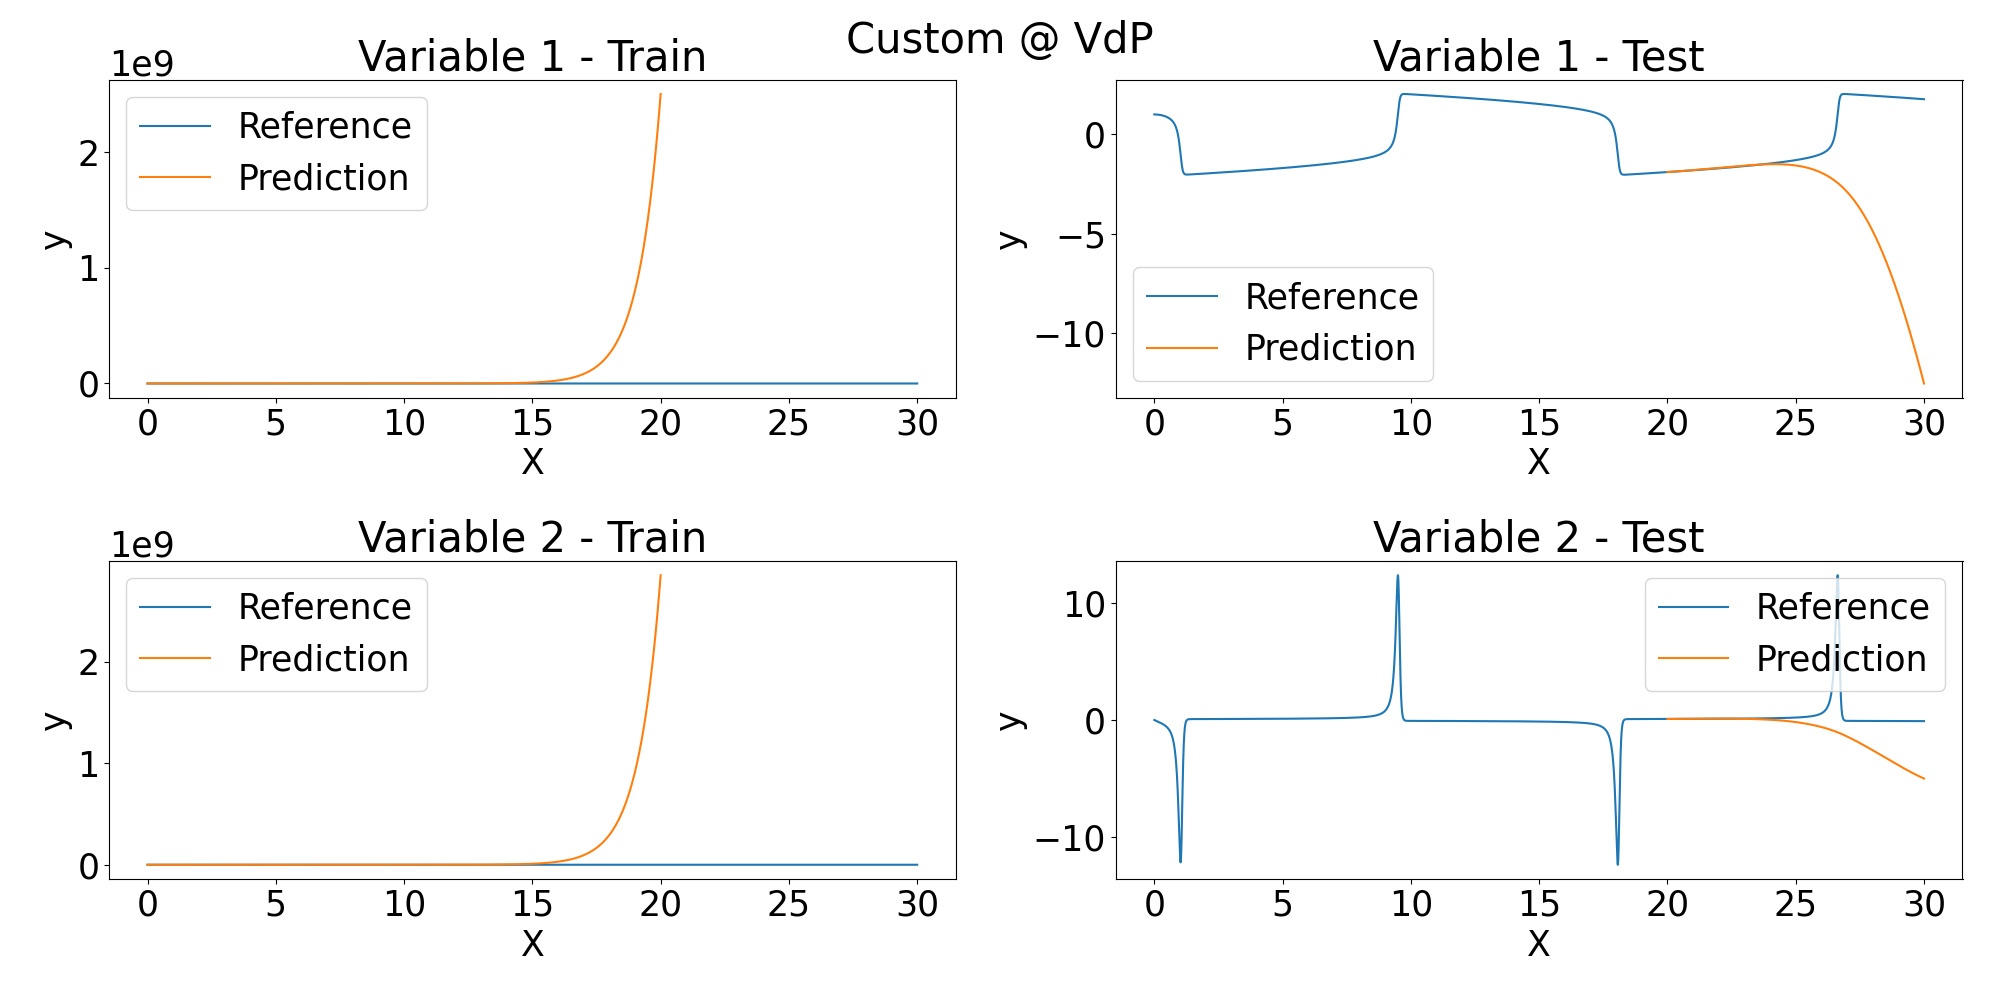 Custom @ VdP
Variable 1 - Train
1e9
Reference
Prediction
y
2
1
0
0 5 10 15 20 25 30
X
Variable 1 - Test
Reference
Prediction
y
0
−5
−10
0 5 10 15 20 25 30
X
Variable 2 - Train
1e9
Reference
Prediction
y
2
1
0
0 5 10 15 20 25 30
X
Variable 2 - Test
Reference
Prediction
y
10
0
−10
0 5 10 15 20 25 30
X